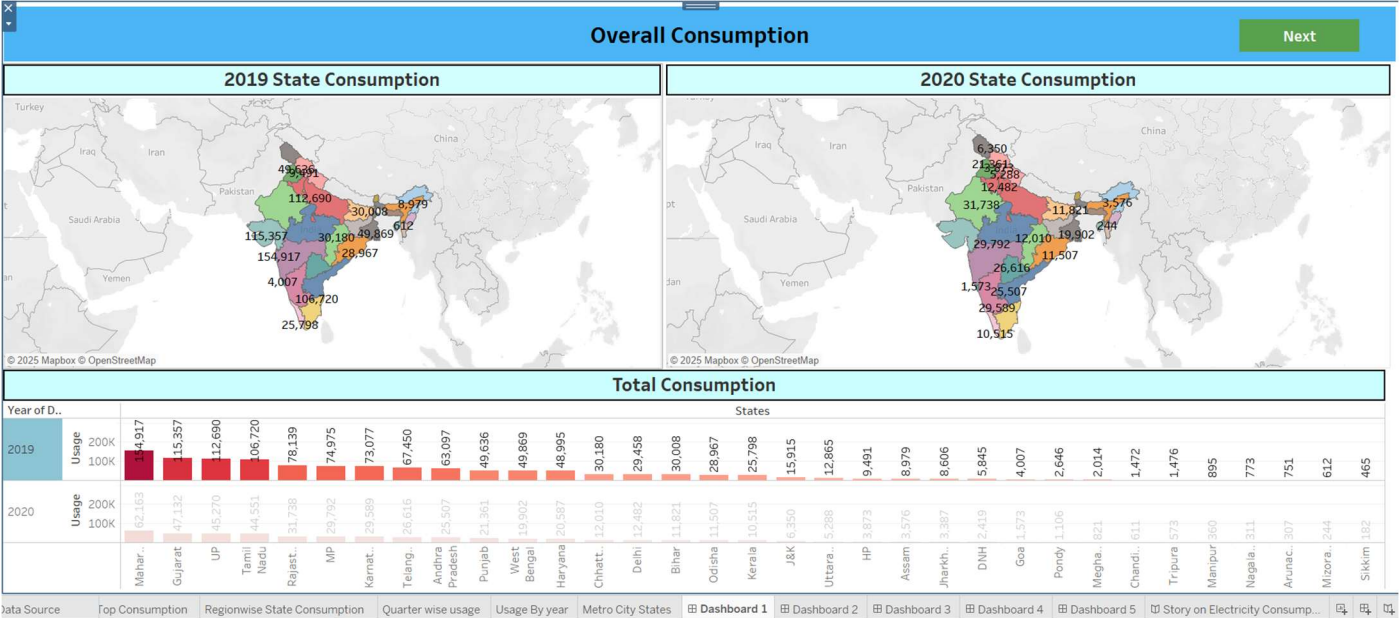 Overall Consumption
Next
2019 State Consumption
2020 State Consumption
Turkey
Iraq
Iran
China
Pakistan
Saudi Arabia
Yemen
49,636
9,491
112,690
30,008
8,979
115,357
30,180
49,869
612
154,917
28,967
4,007
106,720
25,798
© 2025 Mapbox © OpenStreetMap
Iraq
Iran
China
Pakistan
Saudi Arabia
Yemen
6,350
21,361
5,288
12,482
31,738
11,821
3,576
244
29,792
12,010
19,902
11,507
26,616
1,573
25,507
29,589
10,515
© 2025 Mapbox © OpenStreetMap
Total Consumption
Year of D..
States
2019
Usage
200K
100K
154,917 115,357 112,690 106,720 78,139 74,975 73,077 67,450 63,097 49,636 49,869 48,995 30,180 29,458 30,008 28,967 25,798 15,915 12,865 9,491 8,979 8,606 5,845 4,007 2,646 2,014 1,472 1,476 895 773 751 612 465
2020
Usage
200K
100K
62,163 47,132 45,270 44,551 31,738 29,792 29,589 26,616 25,507 21,361 19,902 20,587 12,010 12,482 11,821 11,507 10,515 6,350 5,288 3,873 3,576 3,387 2,419 1,573 1,106 821 611 573 360 311 307 244 182
Mahar.. Gujarat UP Tamil Nadu Rajast.. MP Karnat.. Telang.. Andhra Pradesh Punjab West Bengal Haryana Chhatt.. Delhi Bihar Odisha Kerala J&K Uttara.. HP Assam Jharkh.. DNH Goa Pondy Megha.. Chandi.. Tripura Manipur Nagala.. Arunac.. Mizora.. Sikkim
Data Source Top Consumption Regionwise State Consumption Quarter wise usage Usage By year Metro City States Dashboard 1 Dashboard 2 Dashboard 3 Dashboard 4 Dashboard 5 Story on Electricity Consump...